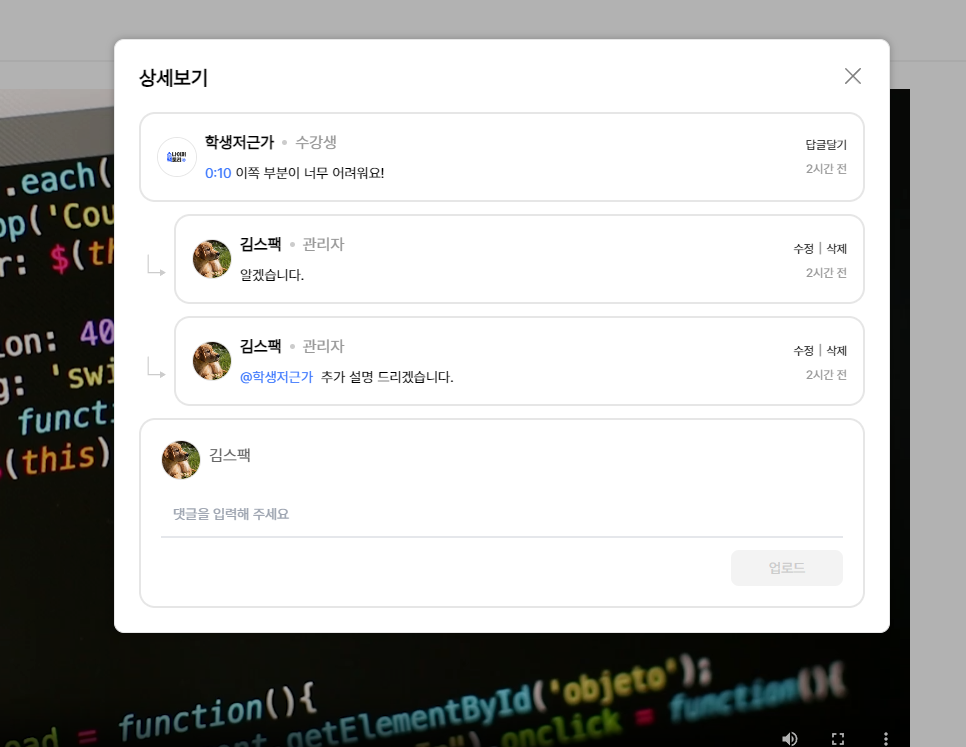 상세보기
학생저근가 • 수강생
답글달기
0:10 이쪽 부분이 너무 어려워요!
2시간 전
김스팩 • 관리자
수정 | 삭제
알겠습니다.
2시간 전
김스팩 • 관리자
수정 | 삭제
@학생저근가 추가 설명 드리겠습니다.
2시간 전
김스팩
댓글을 입력해 주세요
업로드
.each(
op('Cou
r: $(th
ion: 40
g: 'swi
functi
(this)
function(){
ead = function(){
getElementById('objeto');
onclick = function(){